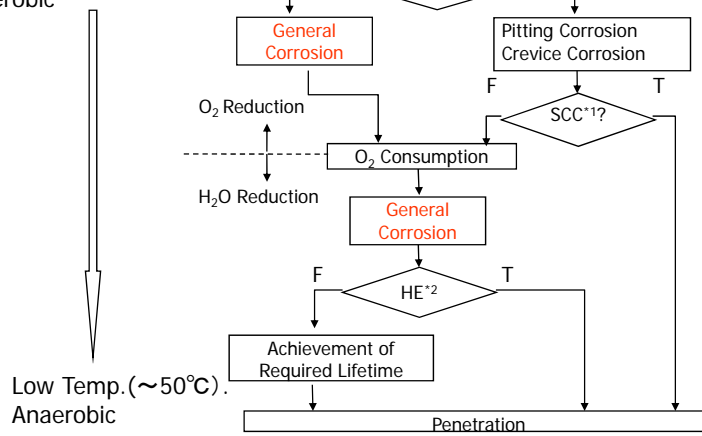 General
Corrosion
Pitting Corrosion
Crevice Corrosion
F
T
O₂ Reduction
SCC*1?
O₂ Consumption
H₂O Reduction
General
Corrosion
F
T
HE*2
Achievement of
Required Lifetime
Low Temp.(～50℃).
Anaerobic
Penetration